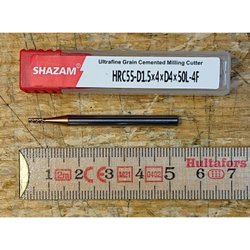 Ultrafine Grain Cemented Milling Cutter
SHAZAM
HRC55-D1.5×4×D4×50L-4F
Hultafors
1 2 3 4 5 6 7
2m